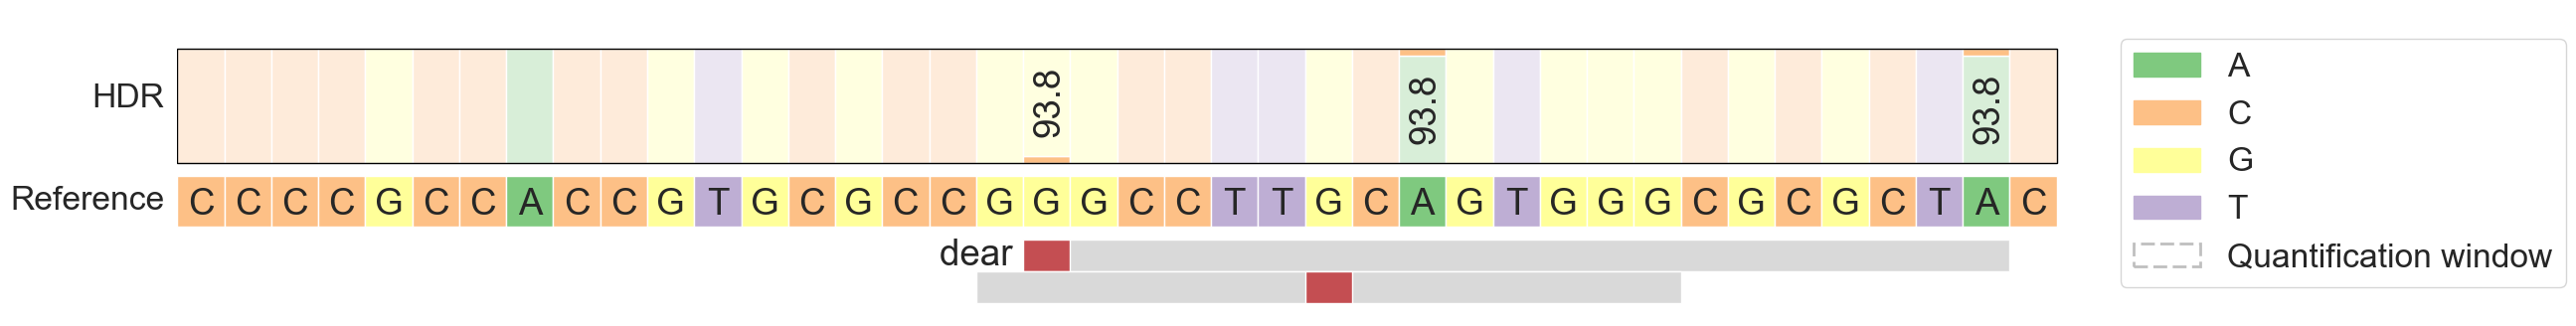 HDR 93.8 93.8 93.8
Reference C C C C G C C A C C G T G C G C C G G G C C T T G C A G T G G G C G C G C T A C
dear
A
C
G
T
Quantification window